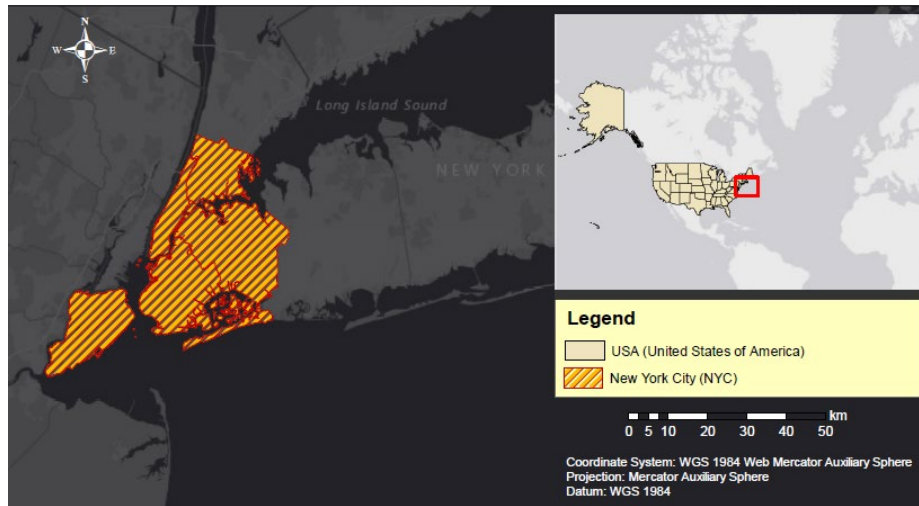 N
W E
S
Long Island Sound
NEW YORK
Legend
USA (United States of America)
New York City (NYC)
km
0 5 10 20 30 40 50
Coordinate System: WGS 1984 Web Mercator Auxiliary Sphere
Projection: Mercator Auxiliary Sphere
Datum: WGS 1984